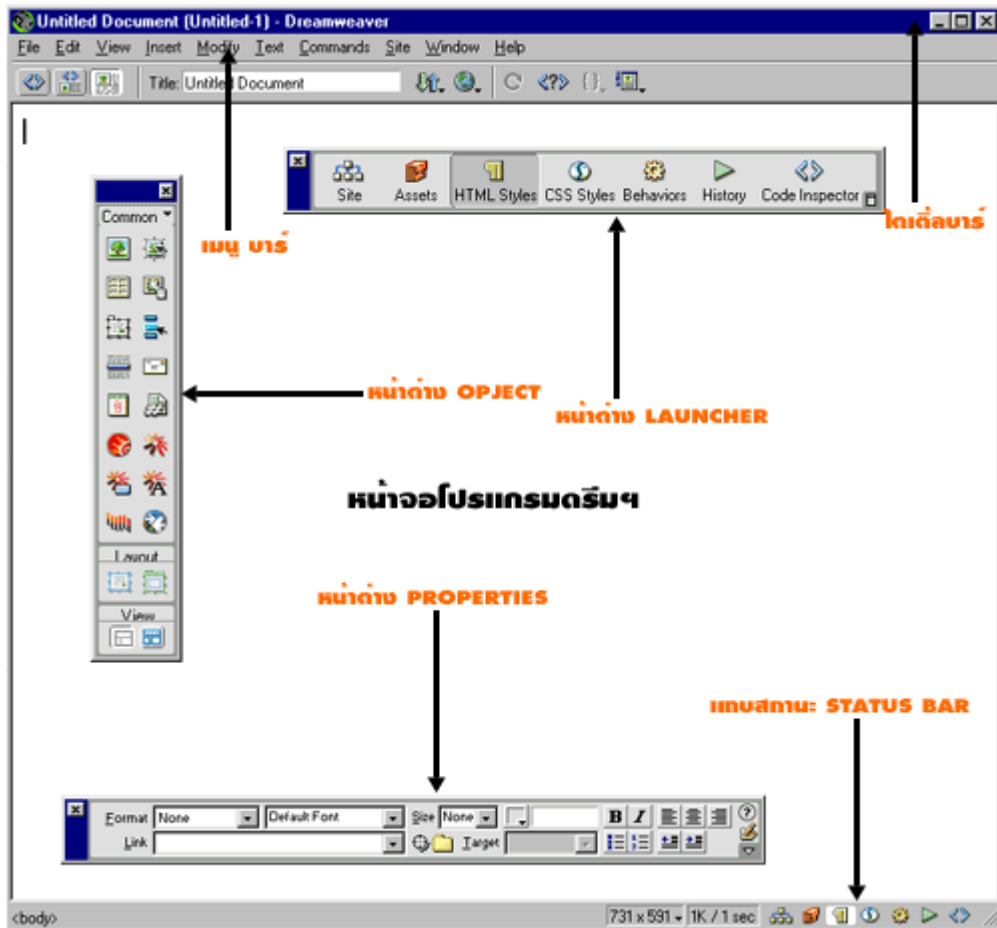 Untitled Document (Untitled-1) - Dreamweaver
File Edit View Insert Modify Text Commands Site Window Help
Title: Untitled Document
Site Assets HTML Styles CSS Styles Behaviors History Code Inspector
Common
เมนู บาร์
ไตเติ้ลบาร์
หน้าต่าง OPJECT
หน้าต่าง LAUNCHER
หน้าจอโปรแกรมดรีมฯ
Layout
View
หน้าต่าง PROPERTIES
แถบสถานะ STATUS BAR
Format None Default Font Size None B I
Link Target
<body> 731 x 591 1K / 1 sec